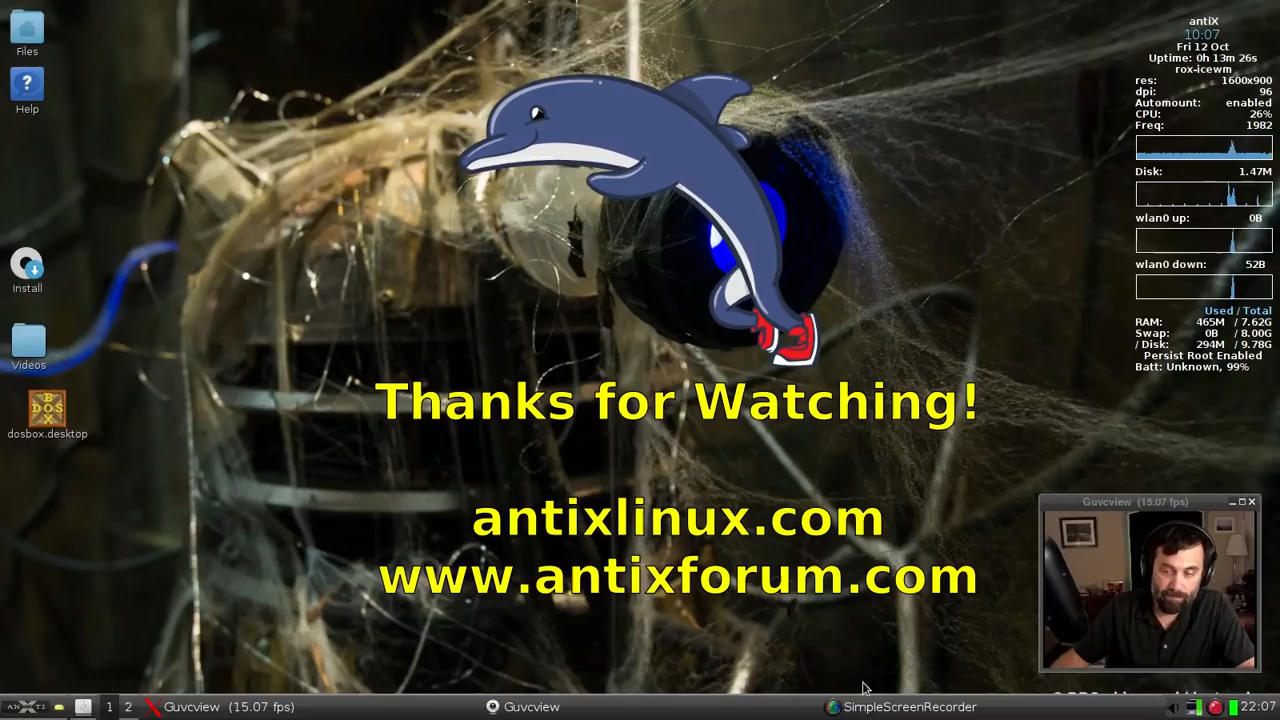 Files
Help
Install
Videos
dosbox.desktop
antiX
10:07
Fri 12 Oct
Uptime: 0h 13m 26s
rox-icewm
res: 1600x900
dpi: 96
Automount: enabled
CPU: 26%
Freq: 1982
Disk: 1.47M
wlan0 up: 0B
wlan0 down: 52B
Used / Total
RAM: 465M / 7.62G
Swap: 0B / 8.00G
/ Disk: 294M / 9.78G
Persist Root Enabled
Batt: Unknown, 99%
Thanks for Watching!
antixlinux.com
www.antixforum.com
Guvcview (15.07 fps)
1 2 Guvcview (15.07 fps) Guvcview SimpleScreenRecorder 22:07